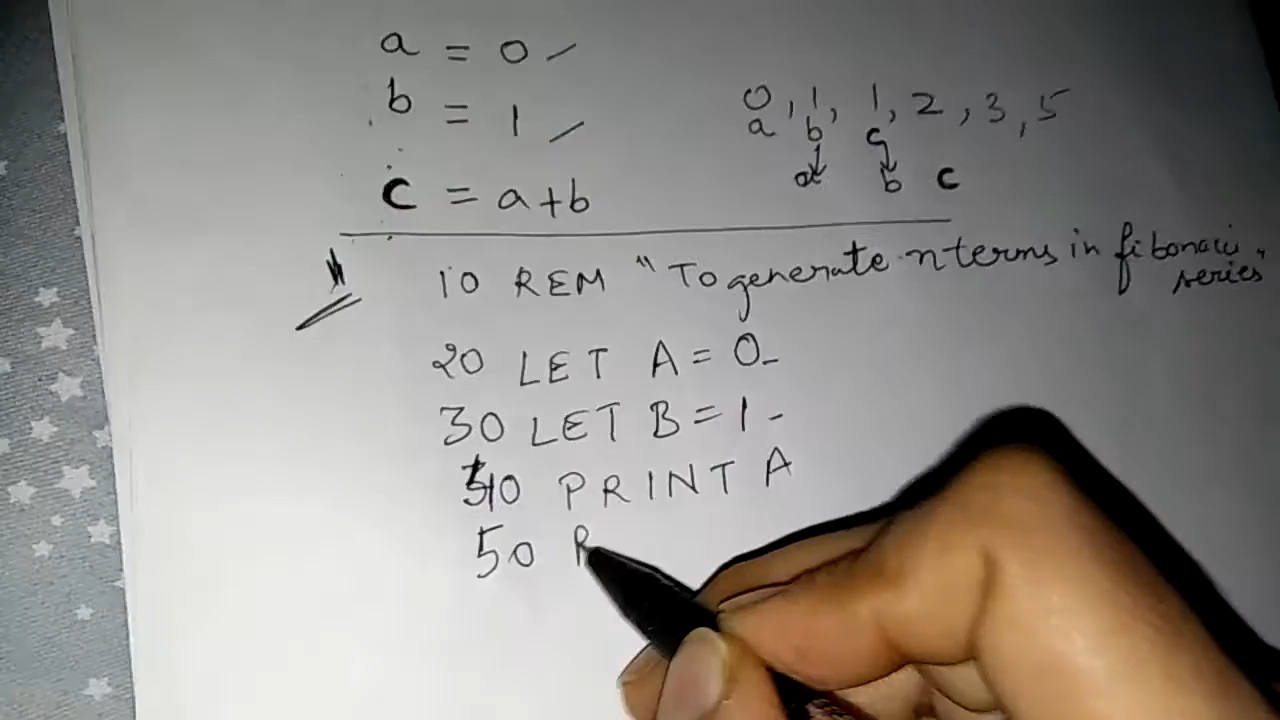 a = 0
b = 1
c = a+b
0, 1, 1, 2, 3, 5
a b c
a b c
10 REM "To generate n terms in fibonacci
series"
20 LET A = 0
30 LET B = 1
40 PRINT A
50